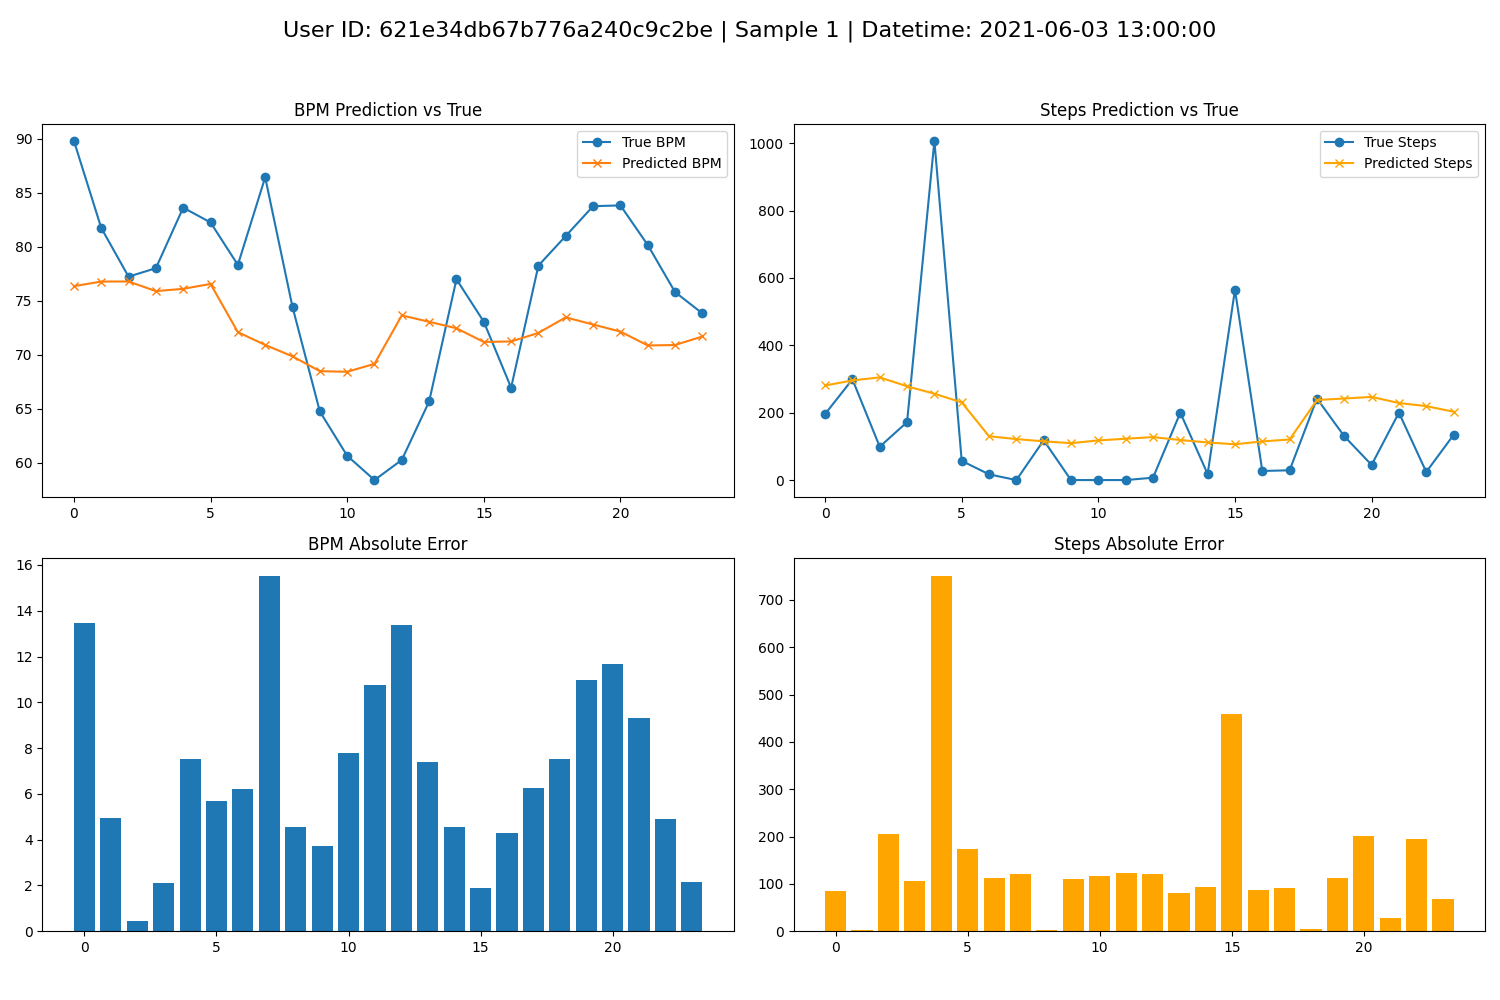 User ID: 621e34db67b776a240c9c2be | Sample 1 | Datetime: 2021-06-03 13:00:00
BPM Prediction vs True
90
85
80
75
70
65
60
0 5 10 15 20
True BPM
Predicted BPM
Steps Prediction vs True
1000
800
600
400
200
0
0 5 10 15 20
True Steps
Predicted Steps
BPM Absolute Error
16
14
12
10
8
6
4
2
0
0 5 10 15 20
Steps Absolute Error
700
600
500
400
300
200
100
0
0 5 10 15 20